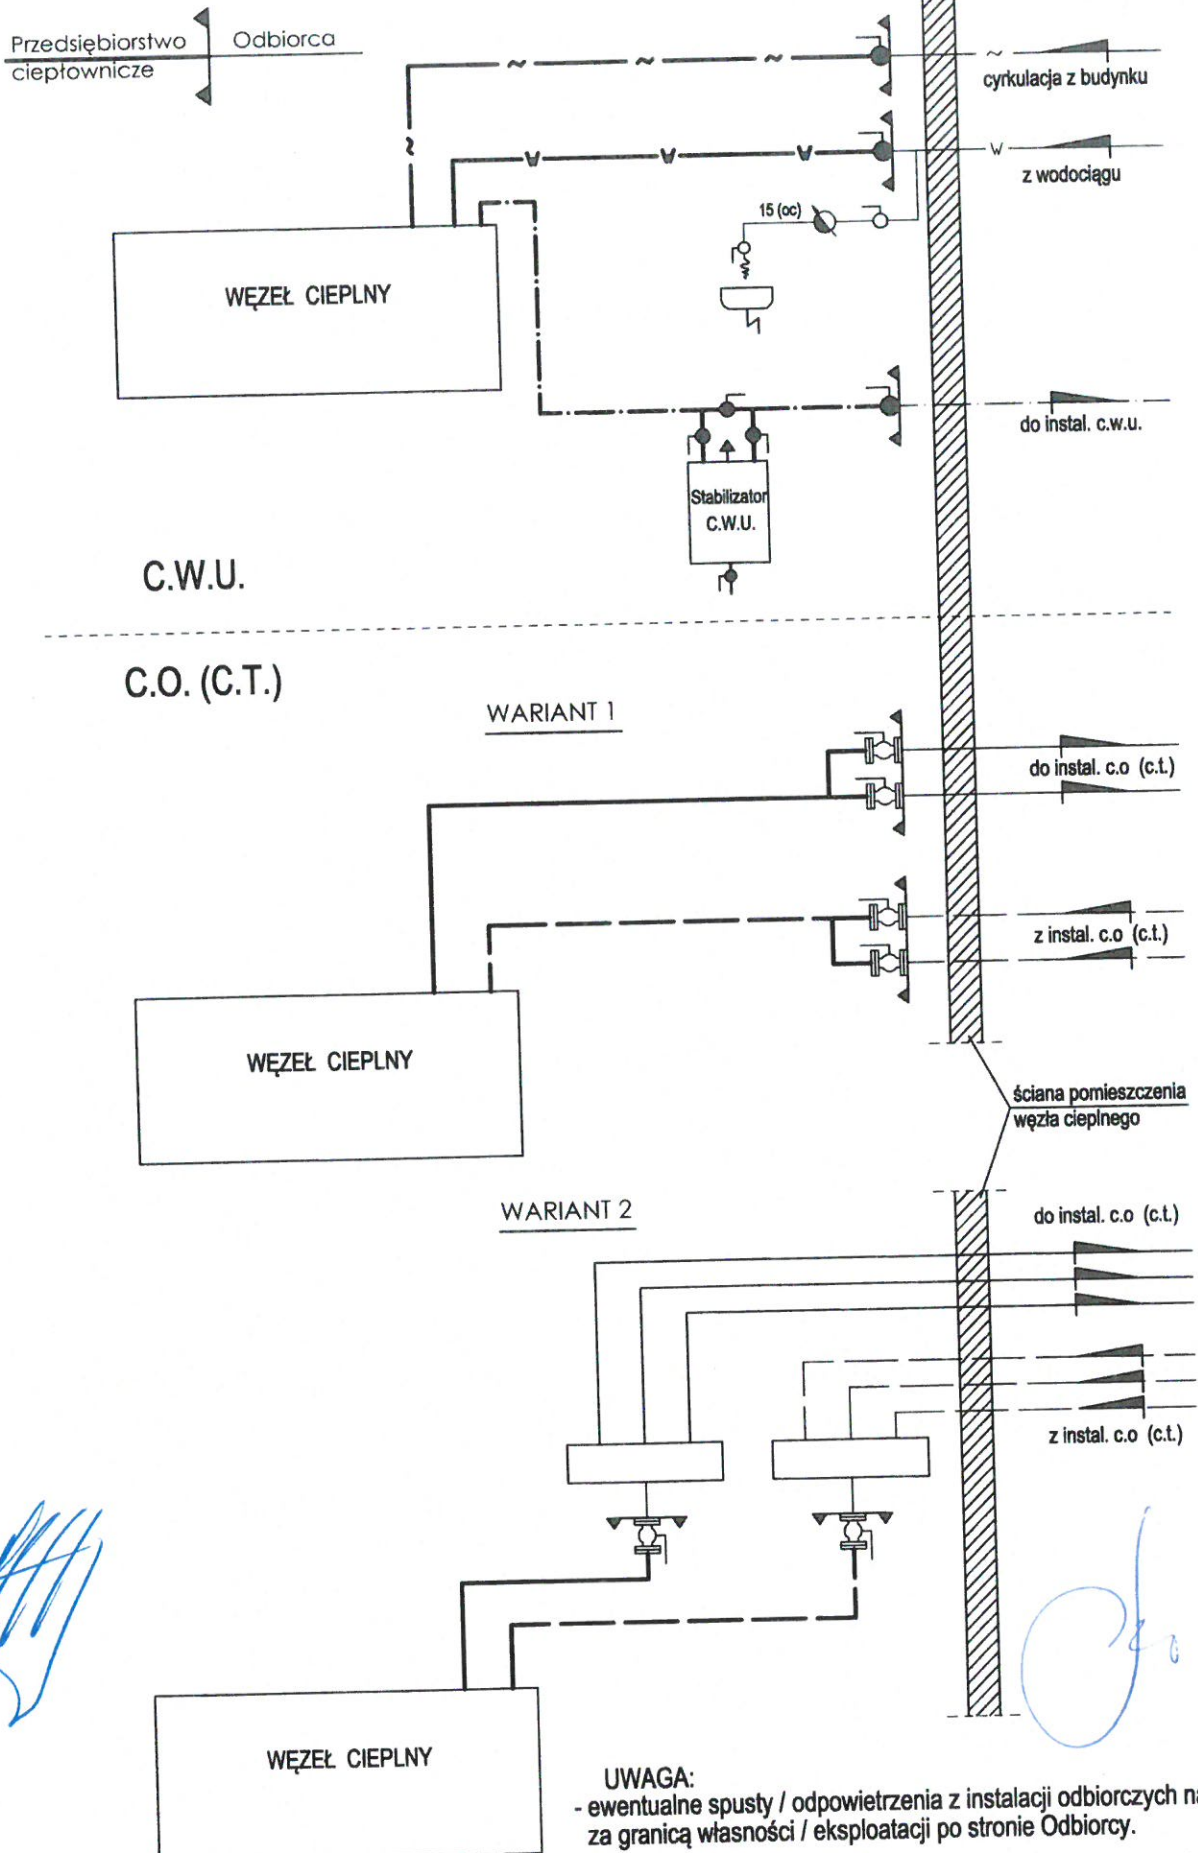 Przedsiębiorstwo
ciepłownicze
Odbiorca
~ ~ ~
~
cyrkulacja z budynku
~
W W W
W
z wodociągu
15 (oc)
WĘZEŁ CIEPLNY
do instal. c.w.u.
Stabilizator
C.W.U.
C.W.U.
C.O. (C.T.)
WARIANT 1
do instal. c.o (c.t.)
z instal. c.o (c.t.)
WĘZEŁ CIEPLNY
ściana pomieszczenia
węzła cieplnego
WARIANT 2
do instal. c.o (c.t.)
z instal. c.o (c.t.)
WĘZEŁ CIEPLNY
UWAGA:
- ewentualne spusty / odpowietrzenia z instalacji odbiorczych
za granicą własności / eksploatacji po stronie Odbiorcy.